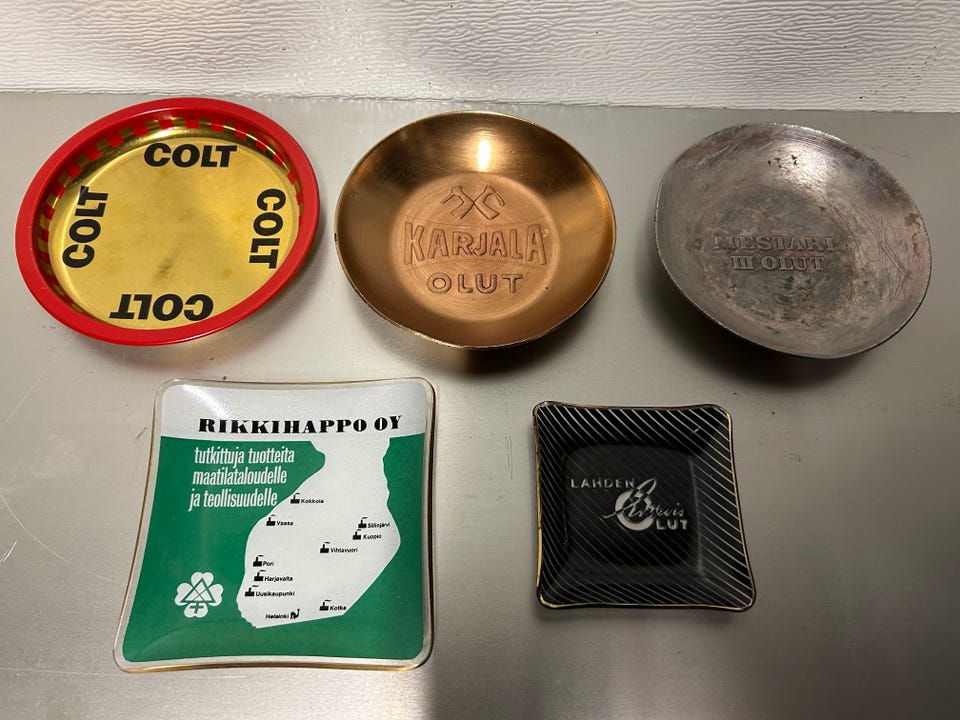 COLT
COLT
COLT
COLT
KARJALA
OLUT
MESTARI
III OLUT
RIKKIHAPPO OY
tutkittuja tuotteita
maatilataloudelle
ja teollisuudelle
Kokkola
Vaasa
Siilinjärvi
Kuopio
Vihtavuori
Pori
Harjavalta
Uusikaupunki
Kotka
Helsinki
LAHDEN
Erikois
OLUT